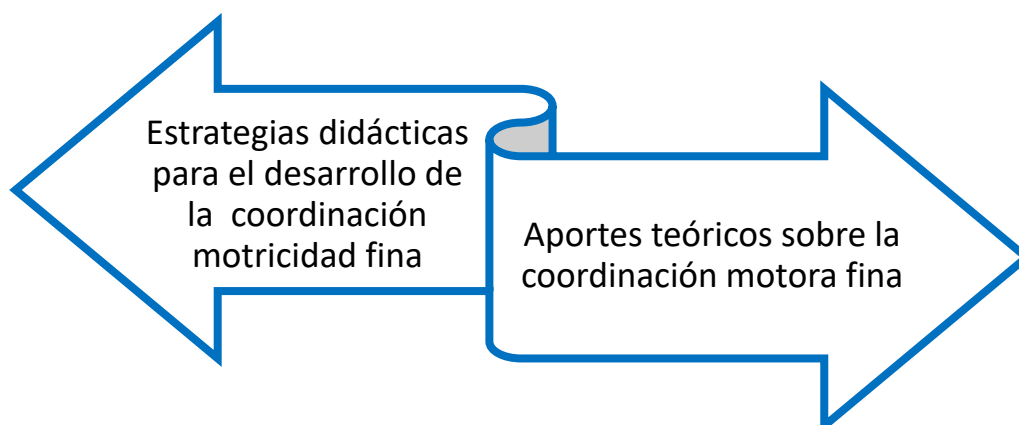 Estrategias didácticas
para el desarrollo de
la  coordinación
motricidad fina
Aportes teóricos sobre la
coordinación motora fina